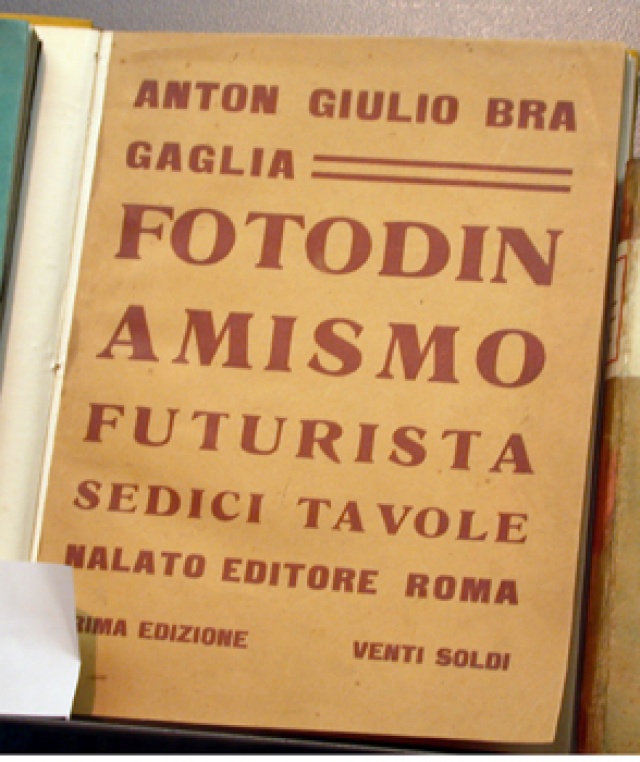 ANTON GIULIO BRA
GAGLIA
FOTODIN
AMISMO
FUTURISTA
SEDICI TAVOLE
NALATO EDITORE ROMA
RIMA EDIZIONE VENTI SOLDI